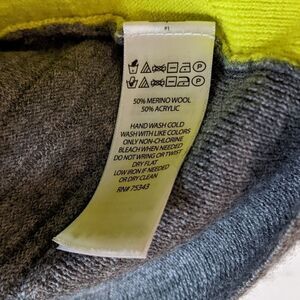 50% MERINO WOOL
50% ACRYLIC
HAND WASH COLD
WASH WITH LIKE COLORS
ONLY NON-CHLORINE
BLEACH WHEN NEEDED
DO NOT WRING OR TWIST
DRY FLAT
LOW IRON IF NEEDED
OR DRY CLEAN
RN# 75343